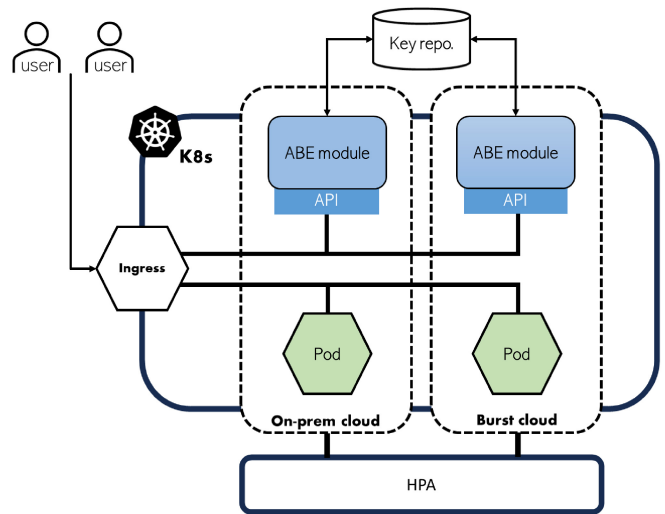 user
user
Key repo.
K8s
ABE module
API
ABE module
API
Ingress
Pod
Pod
On-prem cloud
Burst cloud
HPA